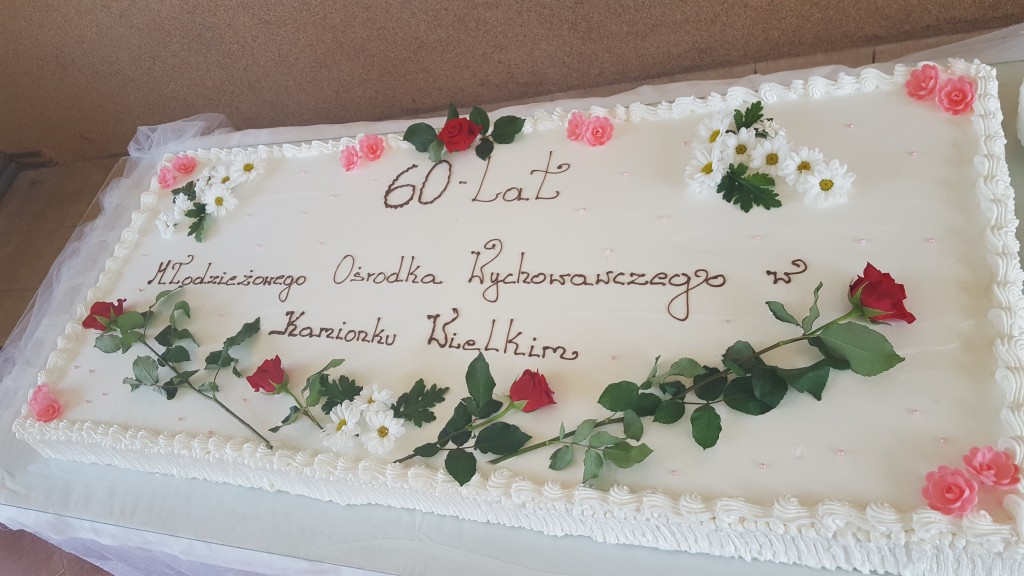 60-Lat
Młodzieżowego Ośrodka Wychowawczego w
Kamionku Wielkim